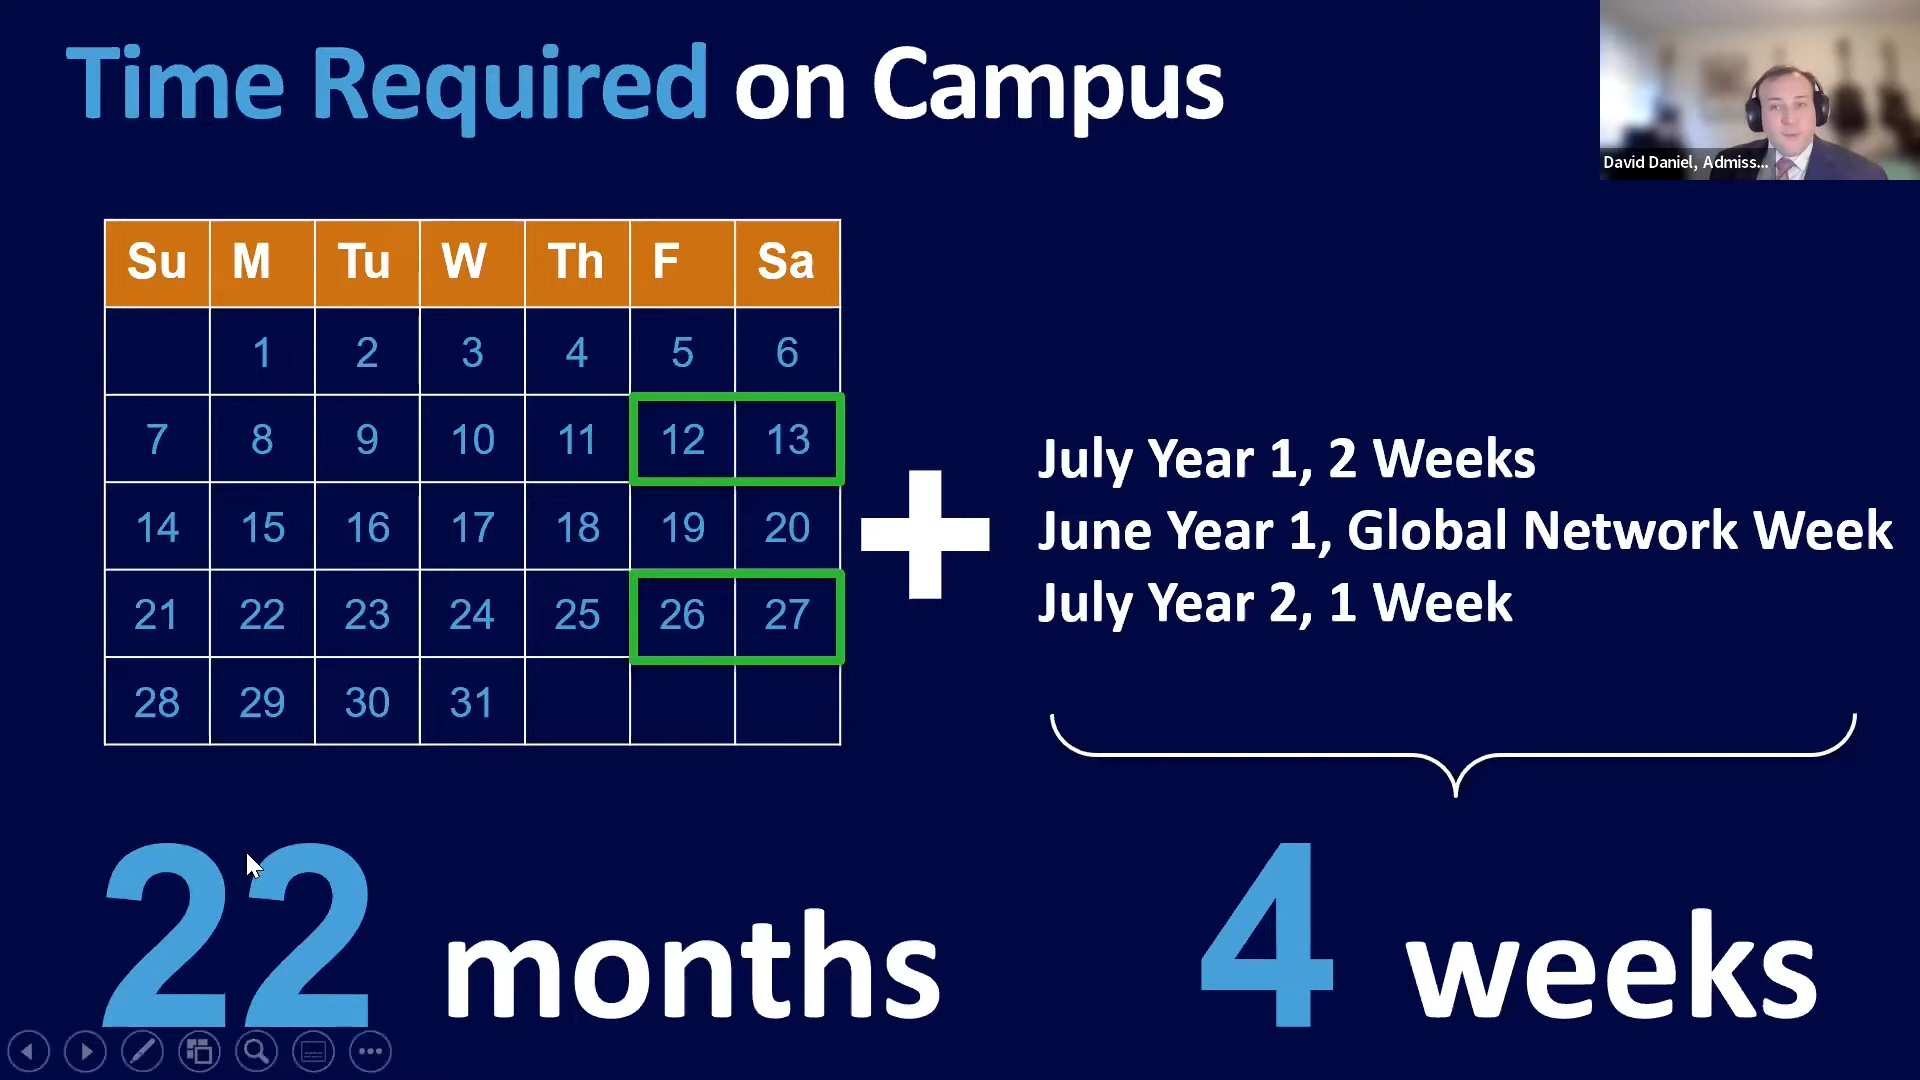 Time Required on Campus
David Daniel, Admiss...
Su M Tu W Th F Sa
1 2 3 4 5 6
7 8 9 10 11 12 13
14 15 16 17 18 19 20
21 22 23 24 25 26 27
28 29 30 31
July Year 1, 2 Weeks
June Year 1, Global Network Week
July Year 2, 1 Week
22 months
4 weeks